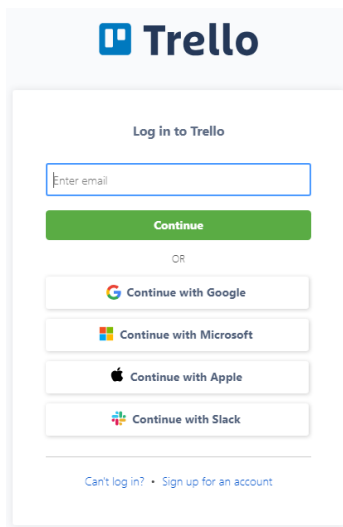 Trello
Log in to Trello
Enter email
Continue
OR
Continue with Google
Continue with Microsoft
Continue with Apple
Continue with Slack
Can't log in? • Sign up for an account